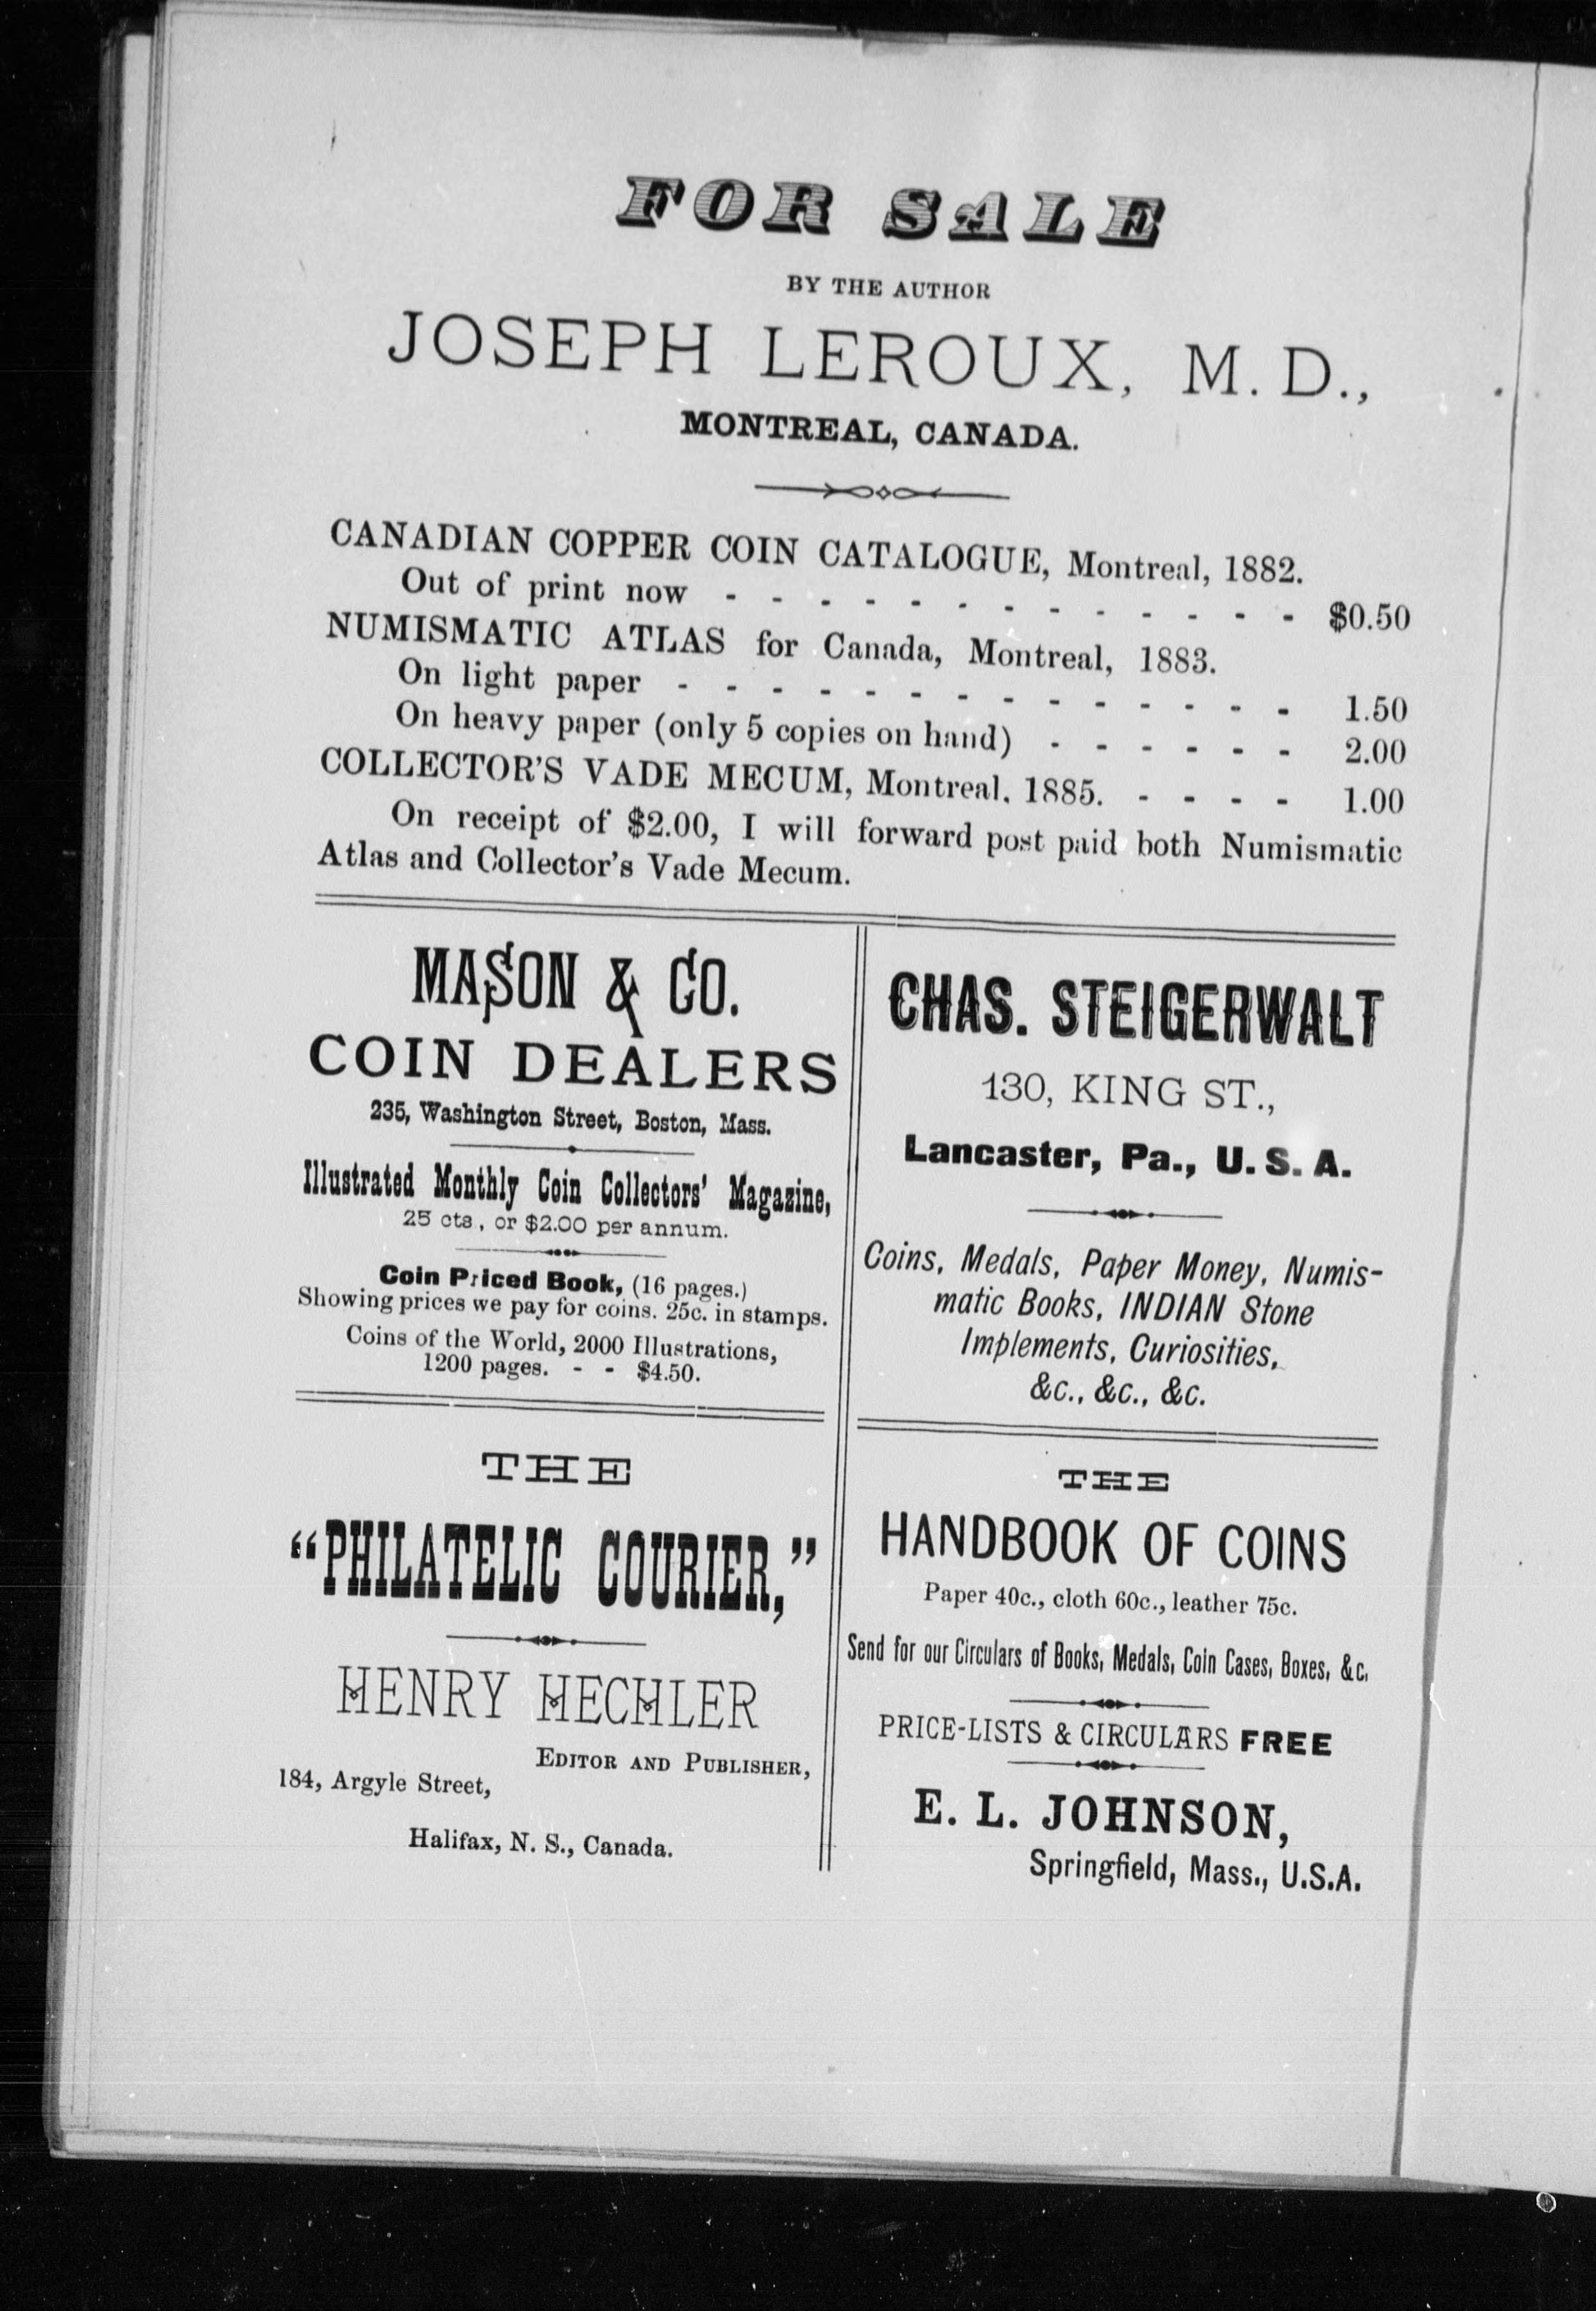 FOR SALE
BY THE AUTHOR
JOSEPH LEROUX, M. D.,
MONTREAL, CANADA.
CANADIAN COPPER COIN CATALOGUE, Montreal, 1882.
Out of print now - - - - - - - - - - - - - $0.50
NUMISMATIC ATLAS for Canada, Montreal, 1883.
On light paper - - - - - - - - - - - - - - 1.50
On heavy paper (only 5 copies on hand) - - - - - - 2.00
COLLECTOR'S VADE MECUM, Montreal, 1885. - - - - 1.00
On receipt of $2.00, I will forward post paid both Numismatic
Atlas and Collector's Vade Mecum.
MASON & CO.
COIN DEALERS
235, Washington Street, Boston, Mass.
Illustrated Monthly Coin Collectors' Magazine,
25 cts., or $2.00 per annum.
Coin Priced Book, (16 pages.)
Showing prices we pay for coins. 25c. in stamps.
Coins of the World, 2000 Illustrations,
1200 pages. - - $4.50.
CHAS. STEIGERWALT
130, KING ST.,
Lancaster, Pa., U. S. A.
Coins, Medals, Paper Money, Numis-
matic Books, INDIAN Stone
Implements, Curiosities,
&c., &c., &c.
THE
"PHILATELIC COURIER,"
HENRY HECHLER
EDITOR AND PUBLISHER,
184, Argyle Street,
Halifax, N. S., Canada.
THE
HANDBOOK OF COINS
Paper 40c., cloth 60c., leather 75c.
Send for our Circulars of Books, Medals, Coin Cases, Boxes, &c,
PRICE-LISTS & CIRCULARS FREE
E. L. JOHNSON,
Springfield, Mass., U.S.A.